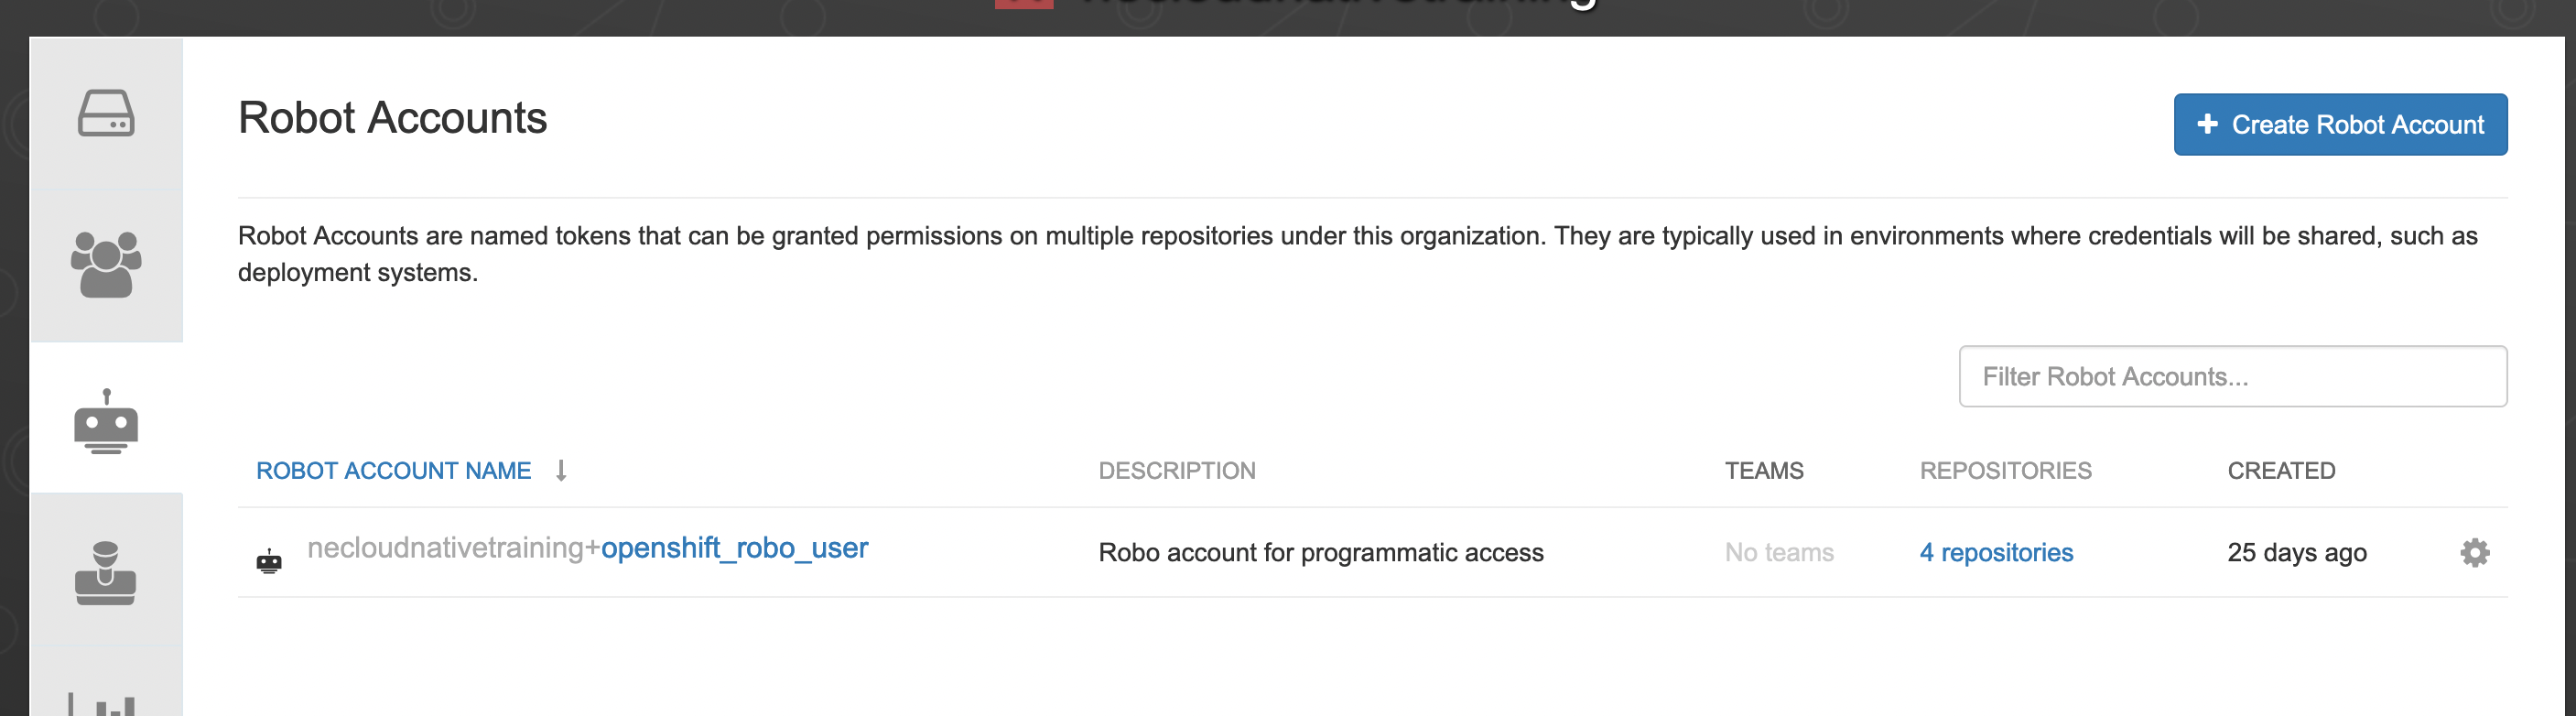 Robot Accounts
+ Create Robot Account
Robot Accounts are named tokens that can be granted permissions on multiple repositories under this organization. They are typically used in environments where credentials will be shared, such as
deployment systems.
Filter Robot Accounts...
ROBOT ACCOUNT NAME DESCRIPTION TEAMS REPOSITORIES CREATED
necloudnativetraining+openshift_robo_user Robo account for programmatic access No teams 4 repositories 25 days ago